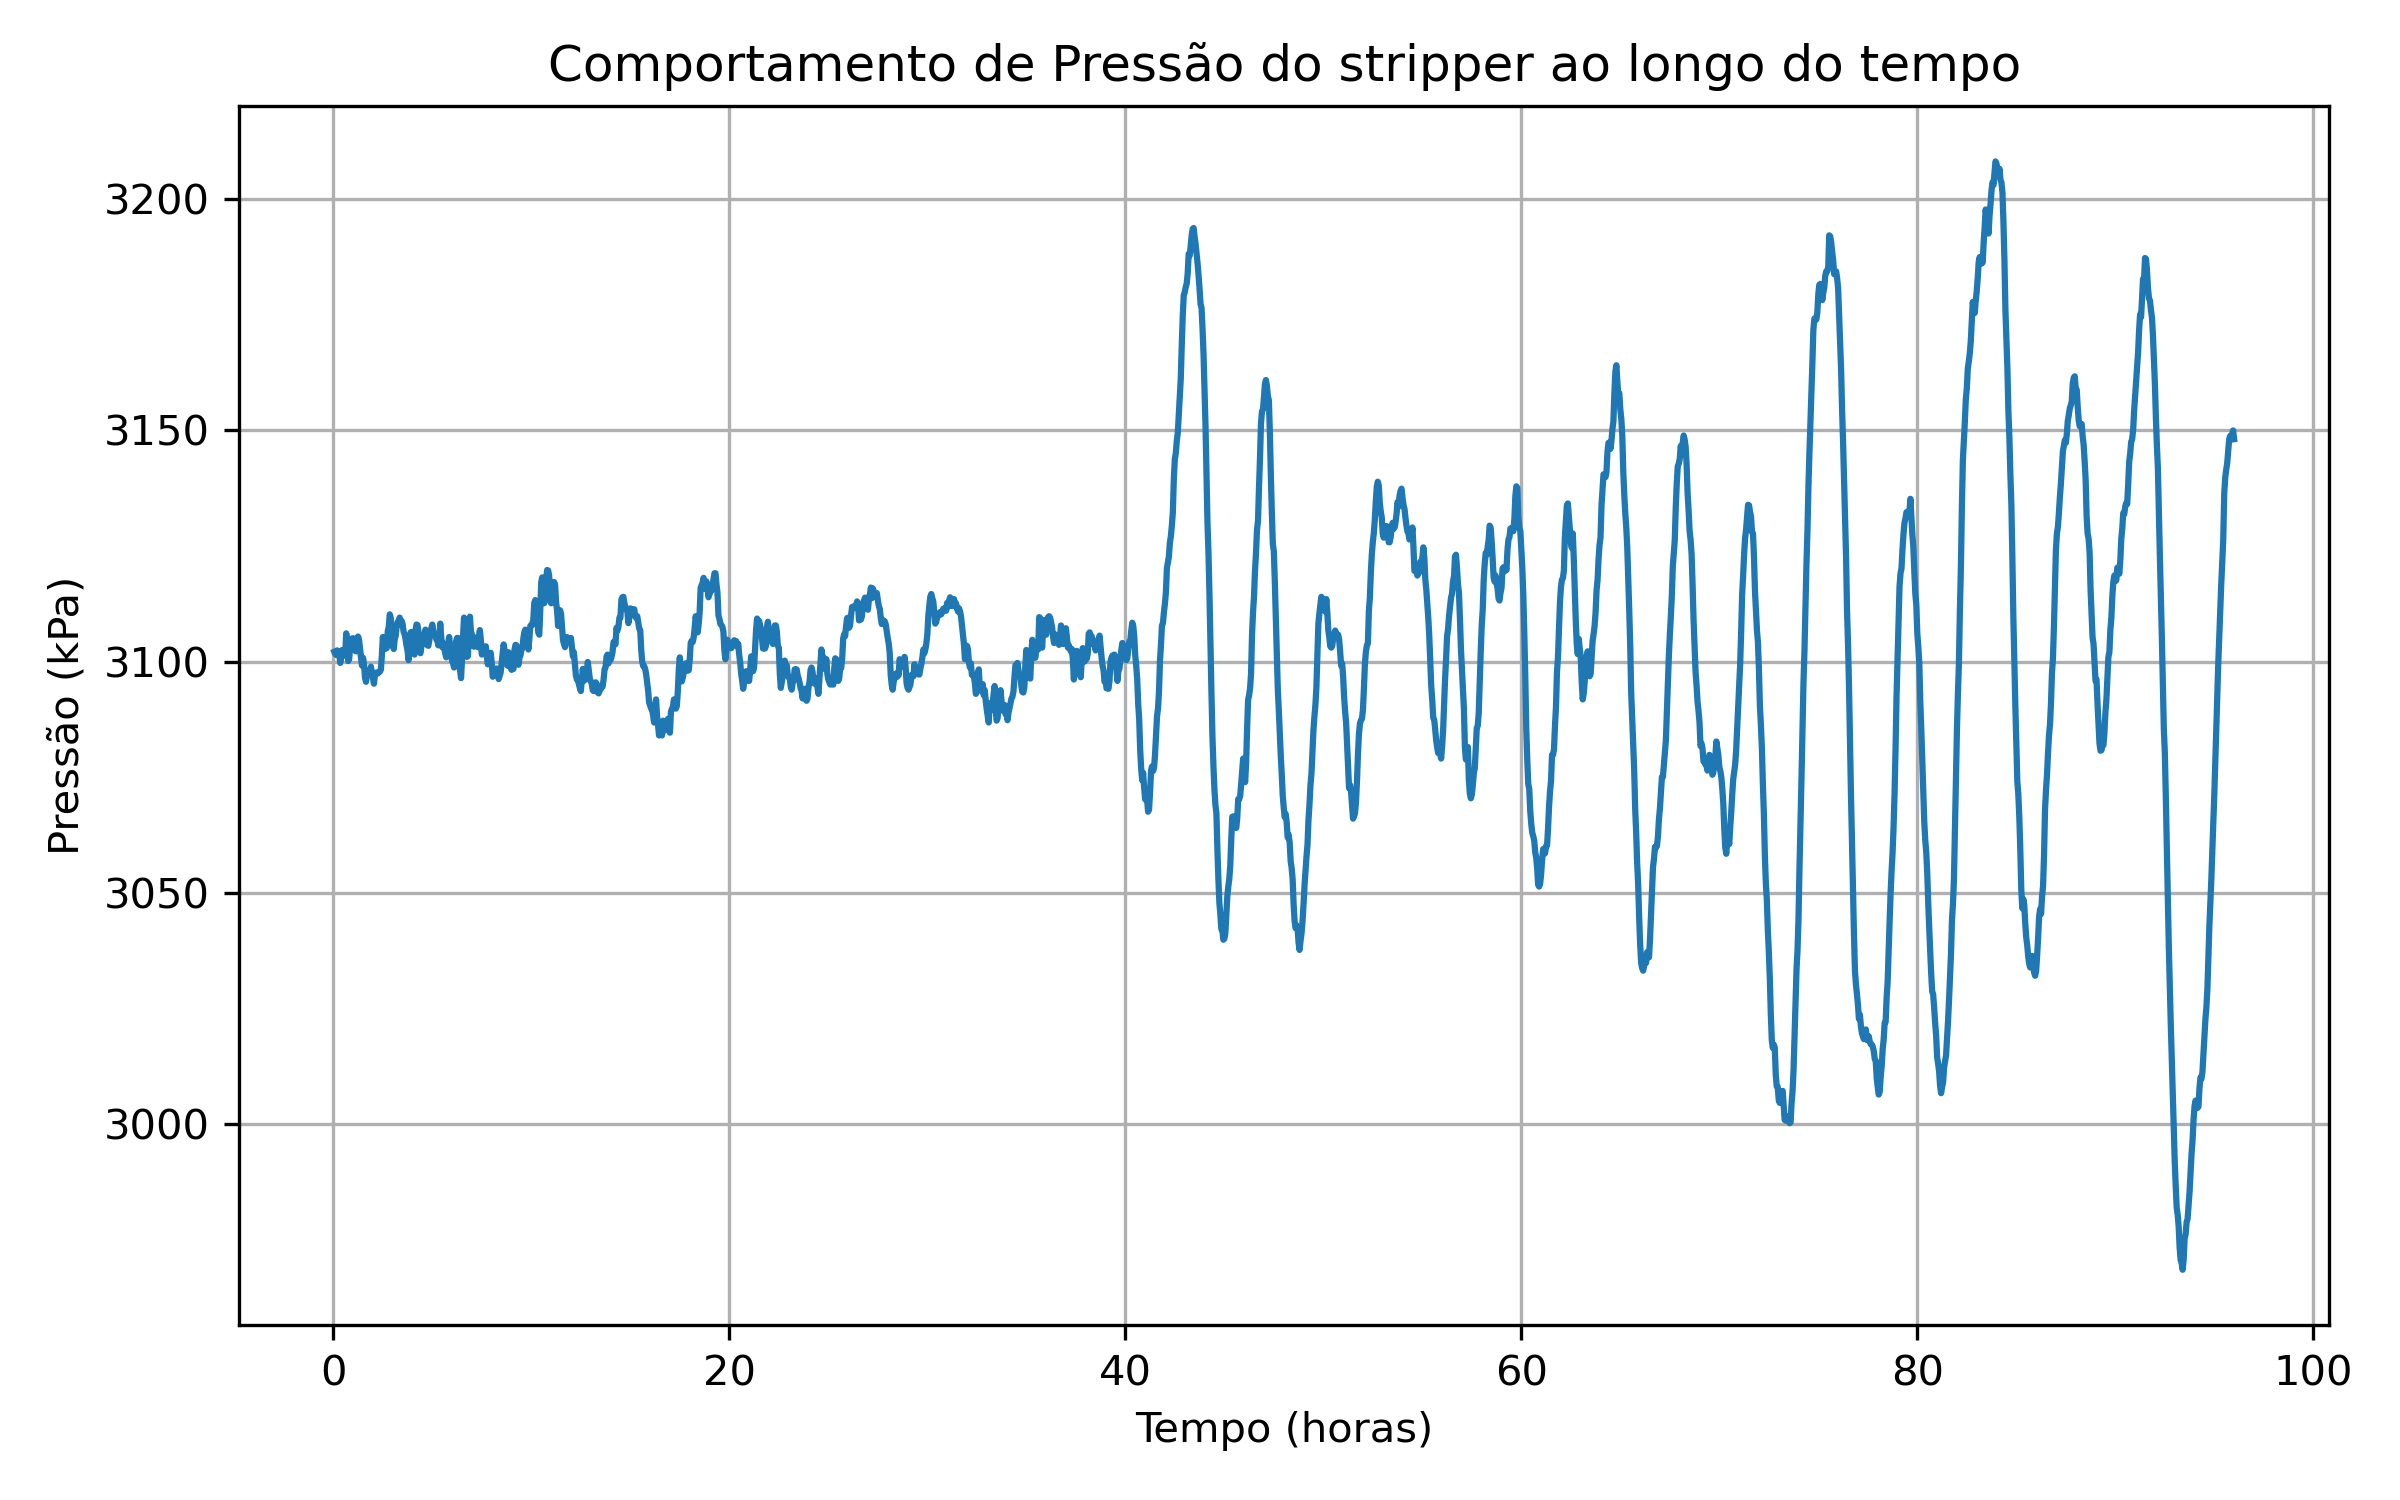 Comportamento de Pressão do stripper ao longo do tempo
3200
3150
3100
3050
3000
Pressão (kPa)
0 20 40 60 80 100
Tempo (horas)